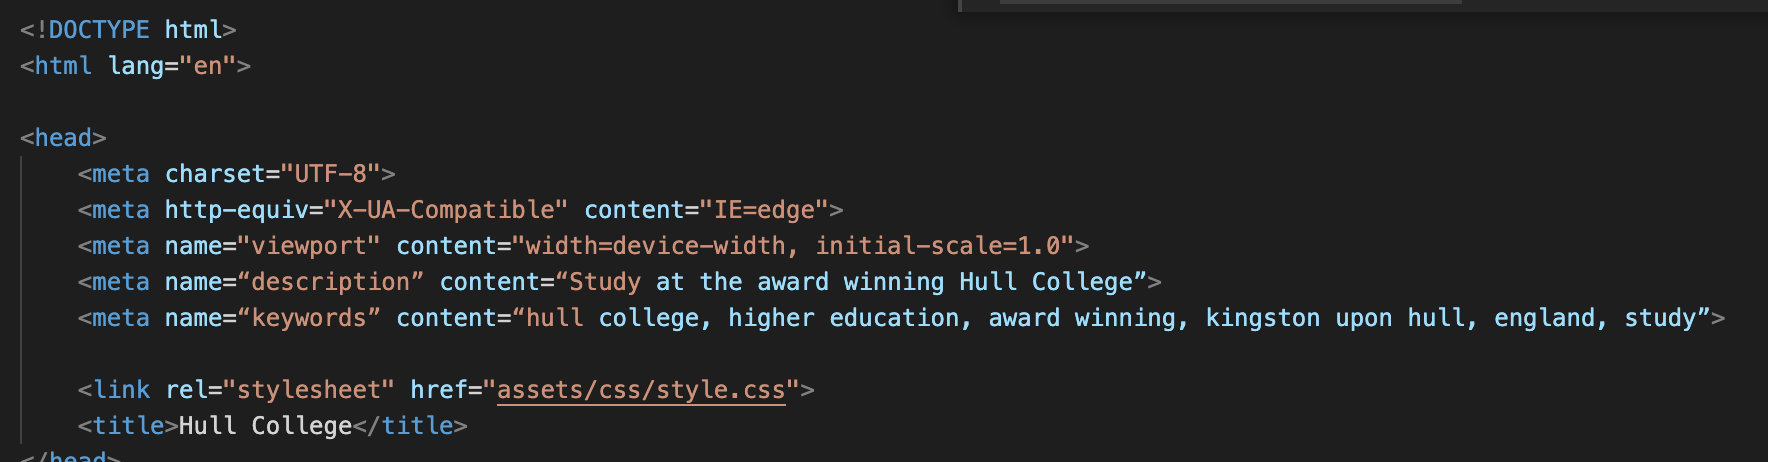 <!DOCTYPE html>
<html lang="en">
<head>
<meta charset="UTF-8">
<meta http-equiv="X-UA-Compatible" content="IE=edge">
<meta name="viewport" content="width=device-width, initial-scale=1.0">
<meta name=“description” content=“Study at the award winning Hull College”>
<meta name=“keywords” content=“hull college, higher education, award winning, kingston upon hull, england, study”>
<link rel="stylesheet" href="assets/css/style.css">
<title>Hull College</title>
</head>